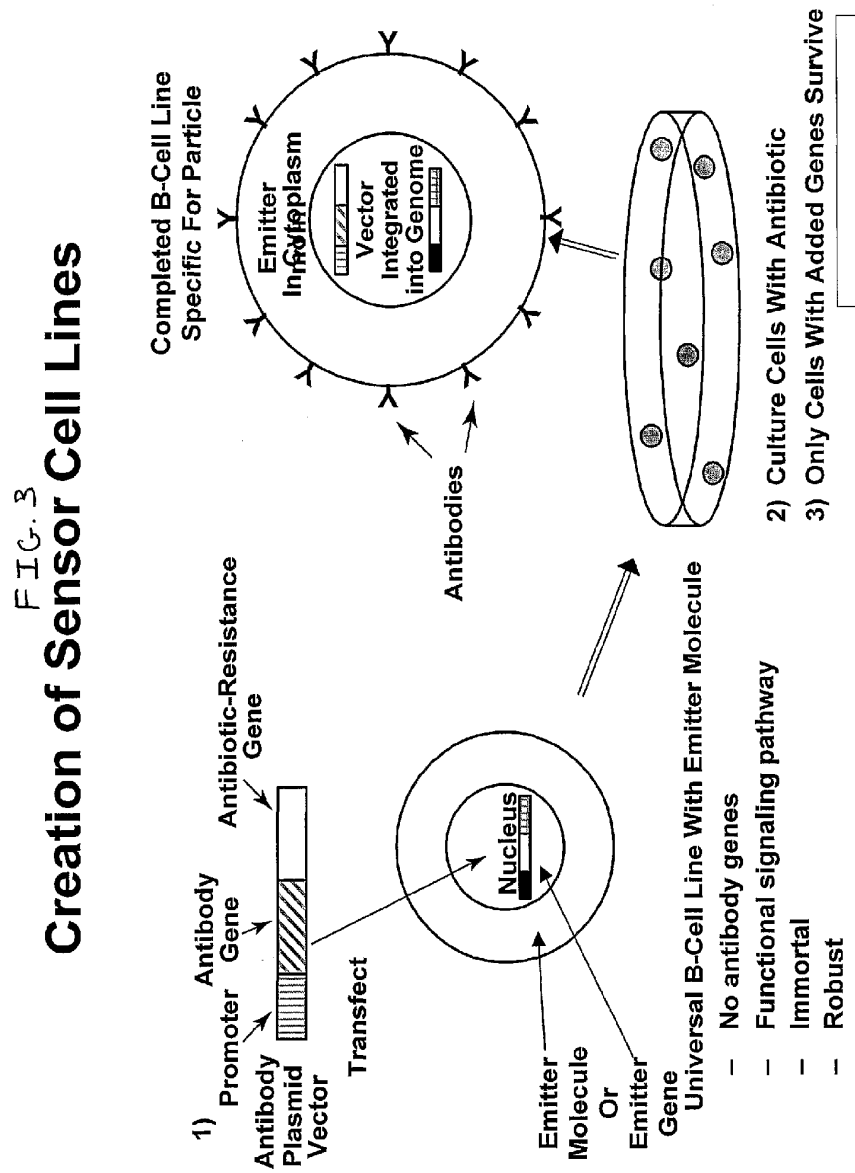 FIG. 3
Creation of Sensor Cell Lines
1)
Promoter
Antibody
Gene
Antibiotic-Resistance
Gene
Antibody
Plasmid
Vector
Transfect
Nucleus
Emitter
Molecule
Or
Emitter
Gene
Universal B-Cell Line With Emitter Molecule
– No antibody genes
– Functional signaling pathway
– Immortal
– Robust
2) Culture Cells With Antibiotic
3) Only Cells With Added Genes Survive
Antibodies
Completed B-Cell Line
Specific For Particle
Emitter
In Cytoplasm
Vector
Integrated
into Genome